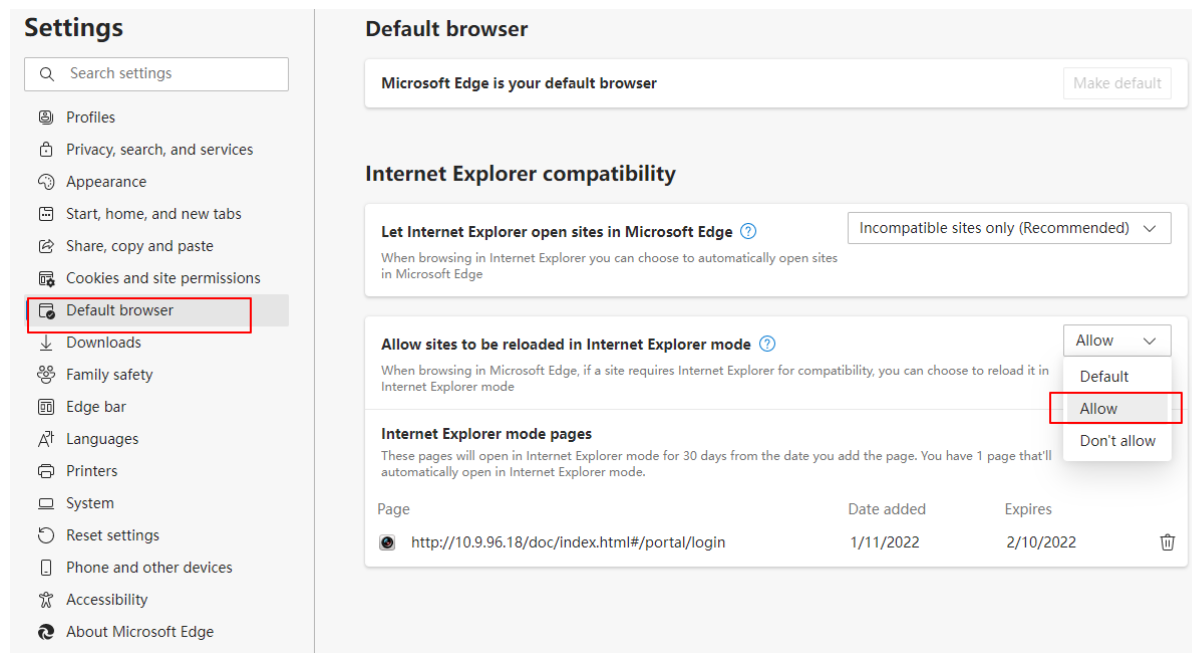 Settings
Search settings
Profiles
Privacy, search, and services
Appearance
Start, home, and new tabs
Share, copy and paste
Cookies and site permissions
Default browser
Downloads
Family safety
Edge bar
Languages
Printers
System
Reset settings
Phone and other devices
Accessibility
About Microsoft Edge
Default browser
Microsoft Edge is your default browser
Make default
Internet Explorer compatibility
Let Internet Explorer open sites in Microsoft Edge
Incompatible sites only (Recommended)
When browsing in Internet Explorer you can choose to automatically open sites
in Microsoft Edge
Allow sites to be reloaded in Internet Explorer mode
Allow
When browsing in Microsoft Edge, if a site requires Internet Explorer for compatibility, you can choose to reload it in
Internet Explorer mode
Default
Allow
Don't allow
Internet Explorer mode pages
These pages will open in Internet Explorer mode for 30 days from the date you add the page. You have 1 page that'll
automatically open in Internet Explorer mode.
Page Date added Expires
http://10.9.96.18/doc/index.html#/portal/login 1/11/2022 2/10/2022